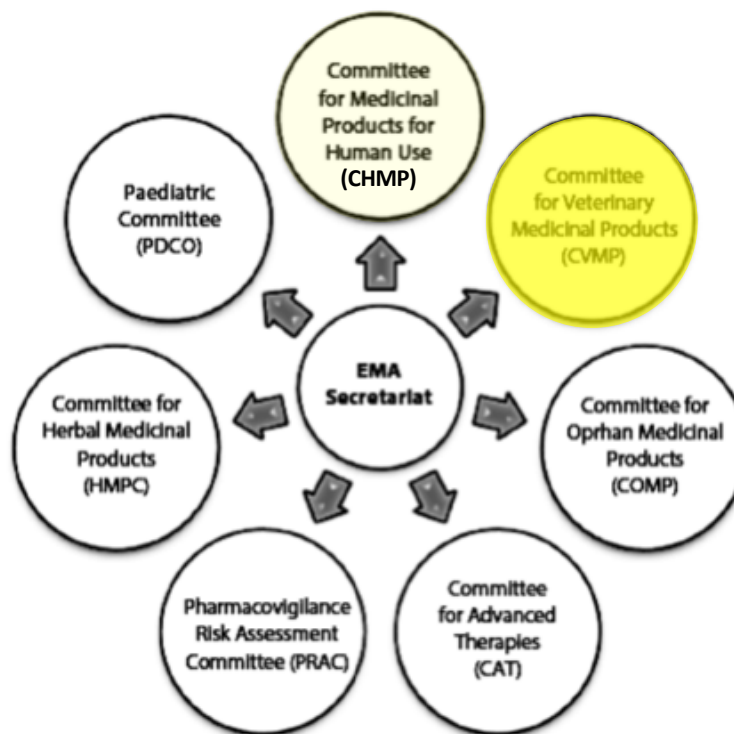 Committee
for Medicinal
Products for
Human Use
(CHMP)
Committee
for Veterinary
Medicinal Products
(CVMP)
Paediatric
Committee
(PDCO)
EMA
Secretariat
Committee for
Herbal Medicinal
Products
(HMPC)
Committee for
Oprhan Medicinal
Products
(COMP)
Pharmacovigilance
Risk Assessment
Committee (PRAC)
Committee
for Advanced
Therapies
(CAT)